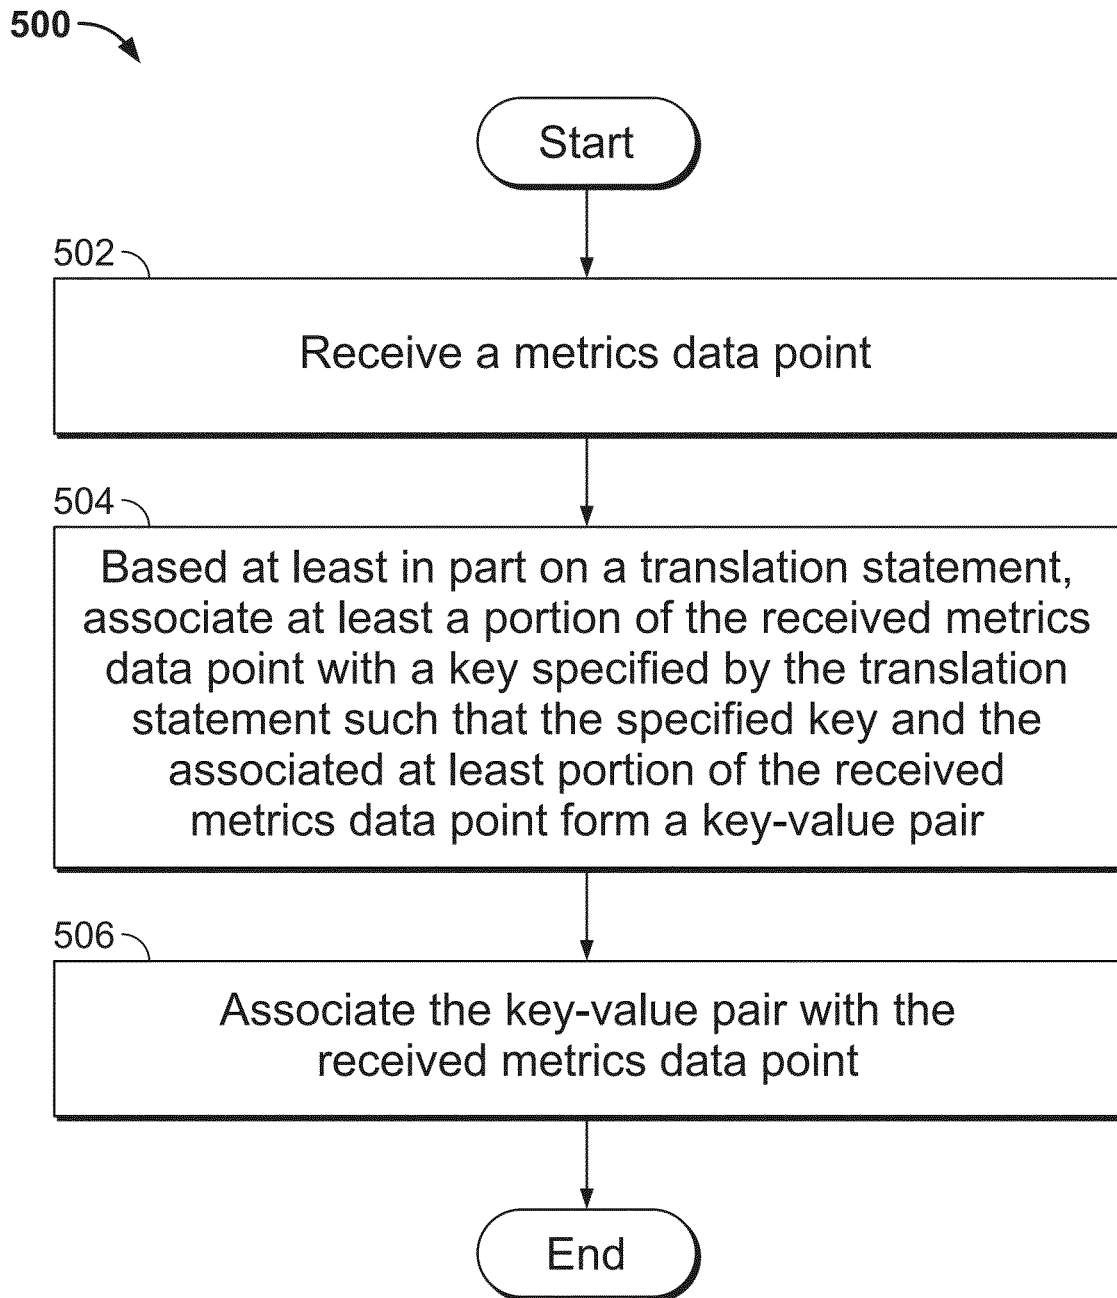 500
Start
502
Receive a metrics data point
504
Based at least in part on a translation statement,
associate at least a portion of the received metrics
data point with a key specified by the translation
statement such that the specified key and the
associated at least portion of the received
metrics data point form a key-value pair
506
Associate the key-value pair with the
received metrics data point
End